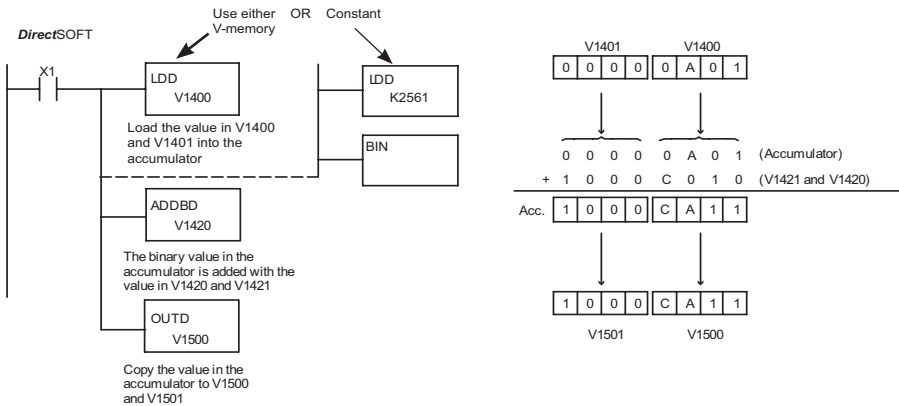 Use either OR Constant
V-memory
DirectSOFT
X1
LDD
V1400
Load the value in V1400
and V1401 into the
accumulator
LDD
K2561
BIN
ADDBD
V1420
The binary value in the
accumulator is added with the
value in V1420 and V1421
OUTD
V1500
Copy the value in the
accumulator to V1500
and V1501
V1401 V1400
0 0 0 0 0 A 0 1
0 0 0 0 0 A 0 1 (Accumulator)
+ 1 0 0 0 C 0 1 0 (V1421 and V1420)
Acc. 1 0 0 0 C A 1 1
1 0 0 0 C A 1 1
V1501 V1500